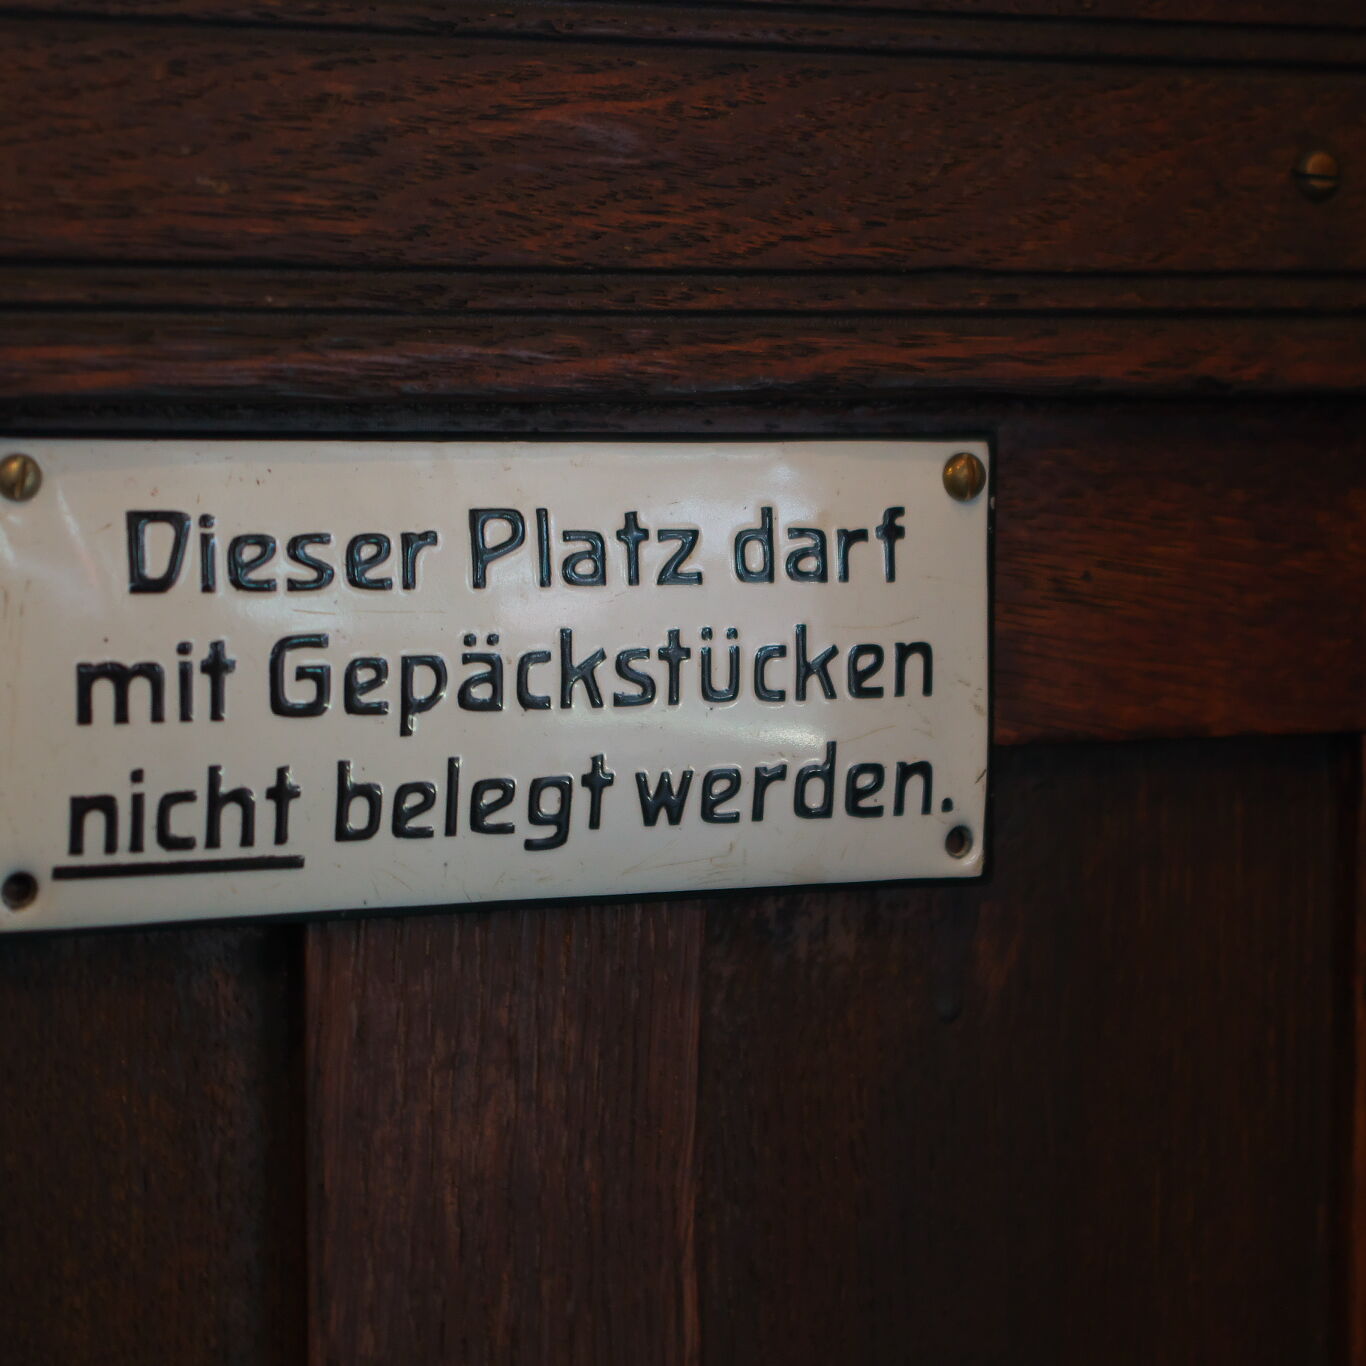 Dieser Platz darf
mit Gepäckstücken
nicht belegt werden.